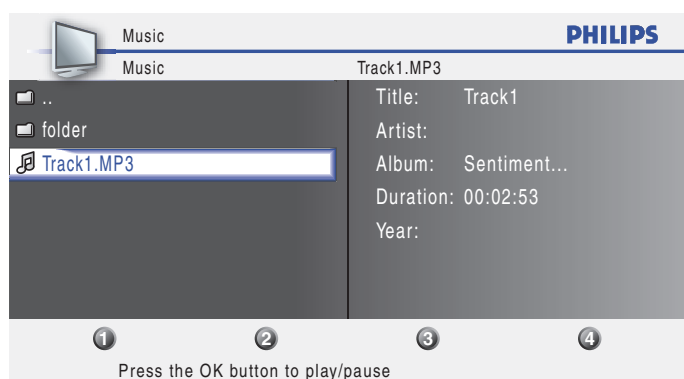 Music
PHILIPS
Music
Track1.MP3
..
folder
Track1.MP3
Title: Track1
Artist:
Album: Sentiment...
Duration: 00:02:53
Year:
1 2 3 4
Press the OK button to play/pause